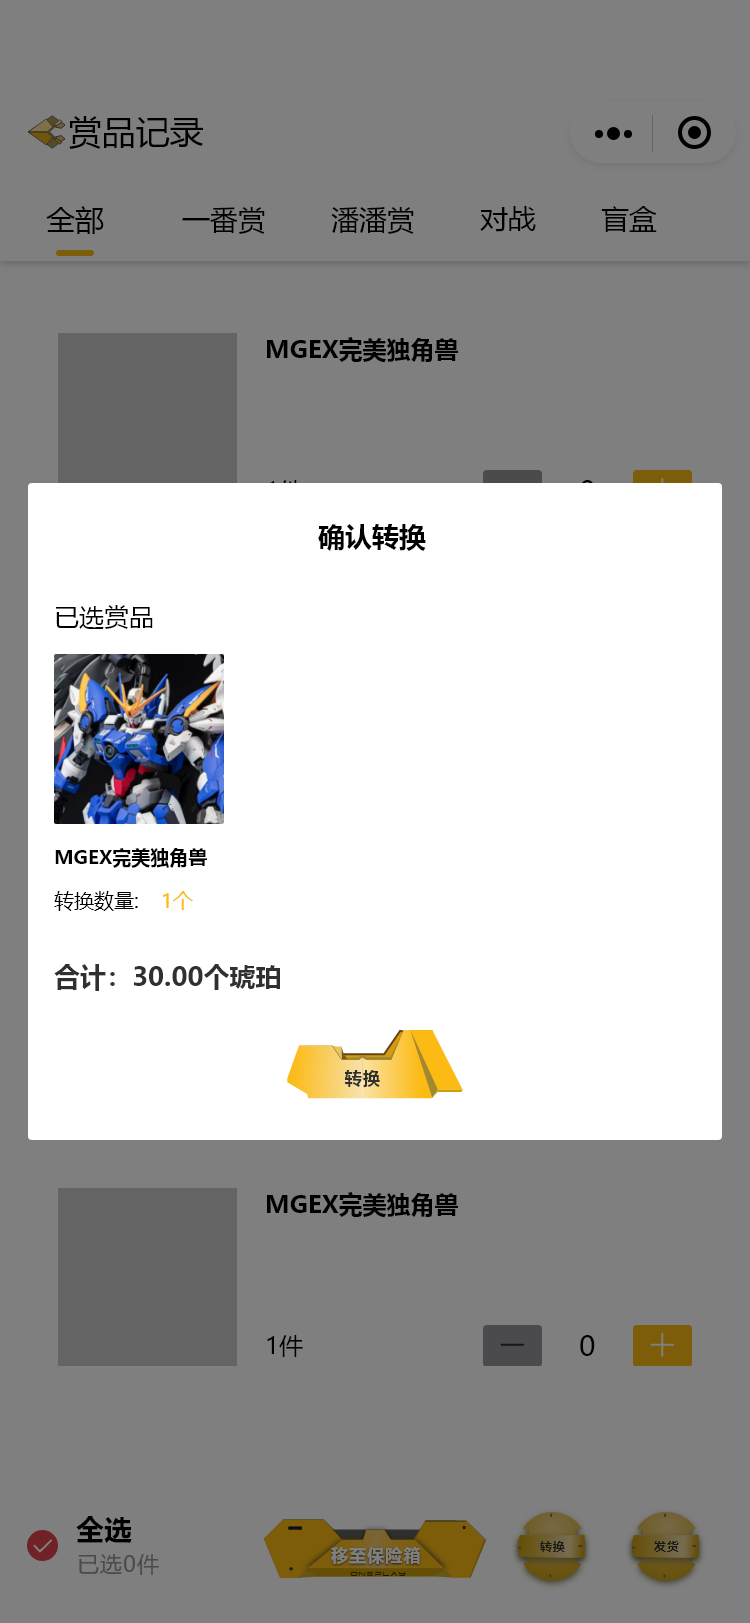 赏品记录
全部 一番赏 潘潘赏 对战 盲盒
MGEX完美独角兽
确认转换
已选赏品
MGEX完美独角兽
转换数量: 1个
合计：30.00个琥珀
转换
MGEX完美独角兽
1件 0
全选
已选0件
移至保险箱
转换
发货